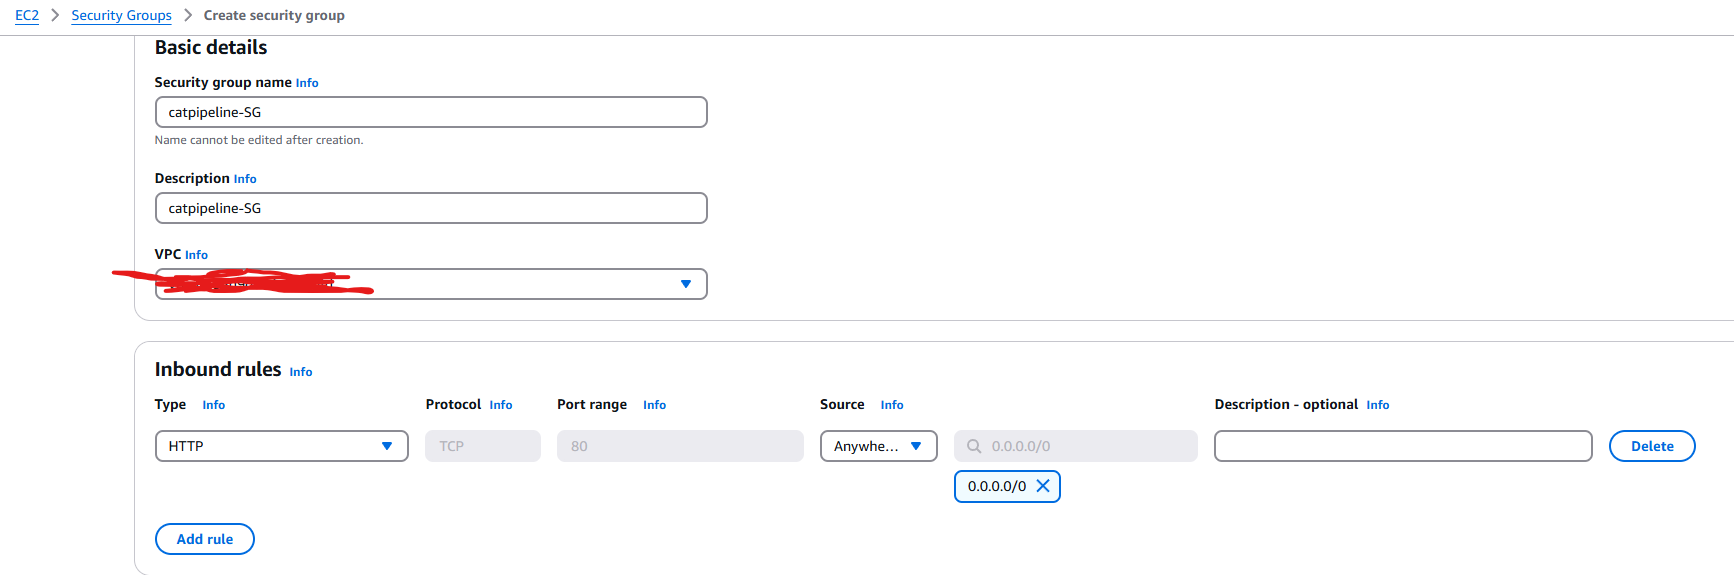 EC2 > Security Groups > Create security group
Basic details
Security group name Info
catpipeline-SG
Name cannot be edited after creation.
Description Info
catpipeline-SG
VPC Info
Inbound rules Info
Type Info Protocol Info Port range Info Source Info Description - optional Info
HTTP TCP 80 Anywhe... 0.0.0.0/0 Delete
0.0.0.0/0
Add rule